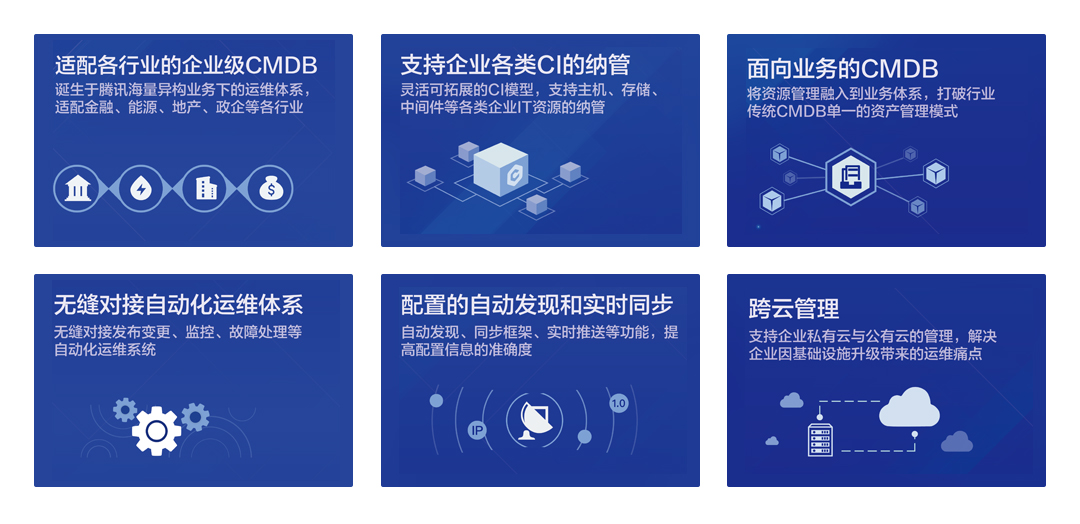 适配各行业的企业级CMDB
诞生于腾讯海量异构业务下的运维体系，
适配金融、能源、地产、政企等各行业
支持企业各类CI的纳管
灵活可拓展的CI模型，支持主机、存储、
中间件等各类企业IT资源的纳管
C
面向业务的CMDB
将资源管理融入到业务体系，打破行业
传统CMDB单一的资产管理模式
无缝对接自动化运维体系
无缝对接发布变更、监控、故障处理等
自动化运维系统
配置的自动发现和实时同步
自动发现、同步框架、实时推送等功能，提
高配置信息的准确度
IP
1.0
跨云管理
支持企业私有云与公有云的管理，解决
企业因基础设施升级带来的运维痛点